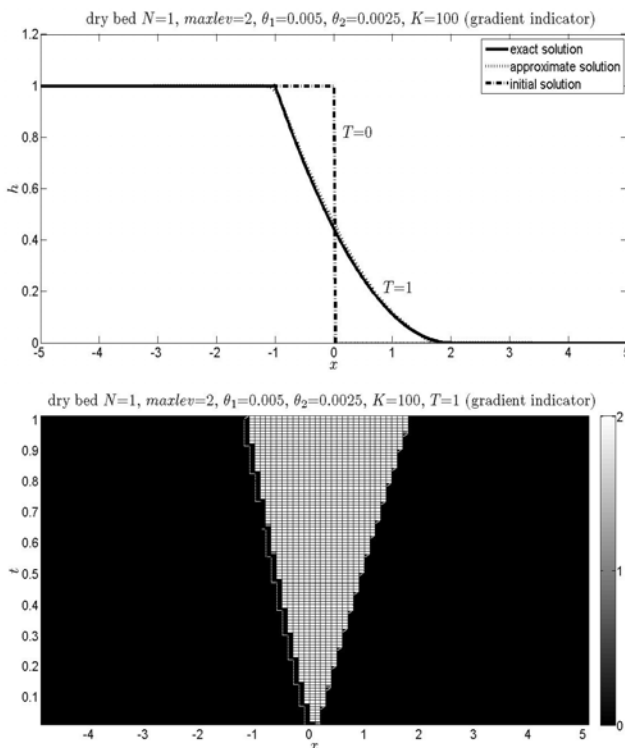 dry bed N=1, maxlev=2, θ₁=0.005, θ₂=0.0025, K=100 (gradient indicator)
1.2
1
0.8
0.6
0.4
0.2
0
h
exact solution
approximate solution
initial solution
T=0
T=1
-5 -4 -3 -2 -1 0 1 2 3 4 5
x
dry bed N=1, maxlev=2, θ₁=0.005, θ₂=0.0025, K=100, T=1 (gradient indicator)
1
0.9
0.8
0.7
0.6
0.5
0.4
0.3
0.2
0.1
t
2
1
0
-4 -3 -2 -1 0 1 2 3 4
x